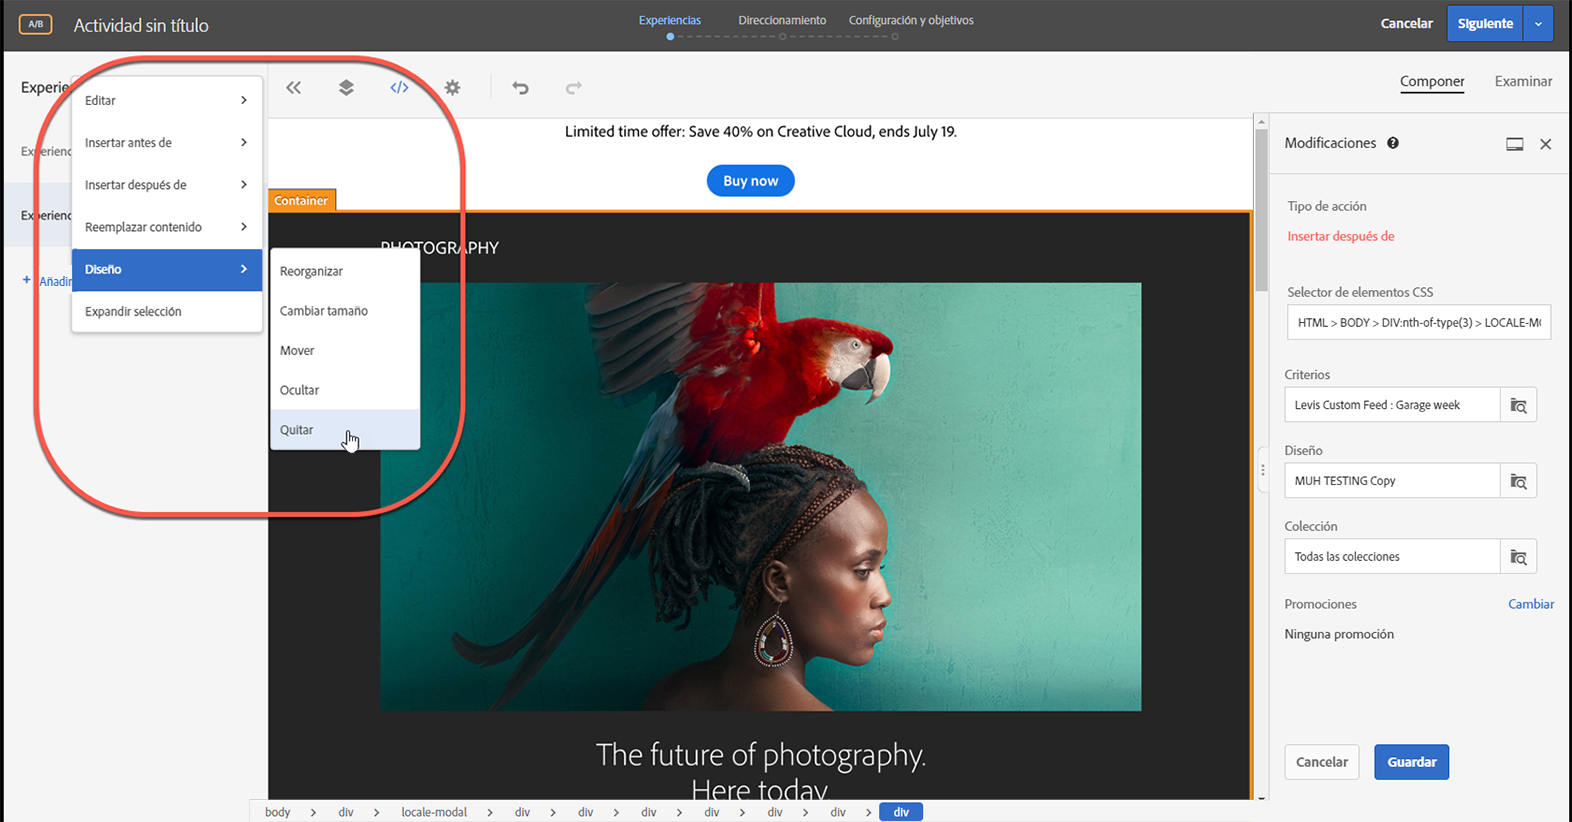 A/B
Actividad sin título
Experiencias
Direccionamiento
Configuración y objetivos
Cancelar
Siguiente
Experie
Experienc
Experienc
+ Añadir
Editar
Insertar antes de
Insertar después de
Reemplazar contenido
Diseño
Expandir selección
Reorganizar
Cambiar tamaño
Mover
Ocultar
Quitar
</>
Componer
Examinar
Limited time offer: Save 40% on Creative Cloud, ends July 19.
Buy now
Container
PHOTOGRAPHY
The future of photography.
Here today.
Modificaciones
Tipo de acción
Insertar después de
Selector de elementos CSS
HTML > BODY > DIV:nth-of-type(3) > LOCALE-M
Criterios
Levis Custom Feed : Garage week
Diseño
MUH TESTING Copy
Colección
Todas las colecciones
Promociones
Cambiar
Ninguna promoción
Cancelar
Guardar
body > div > locale-modal > div > div > div > div > div > div > div